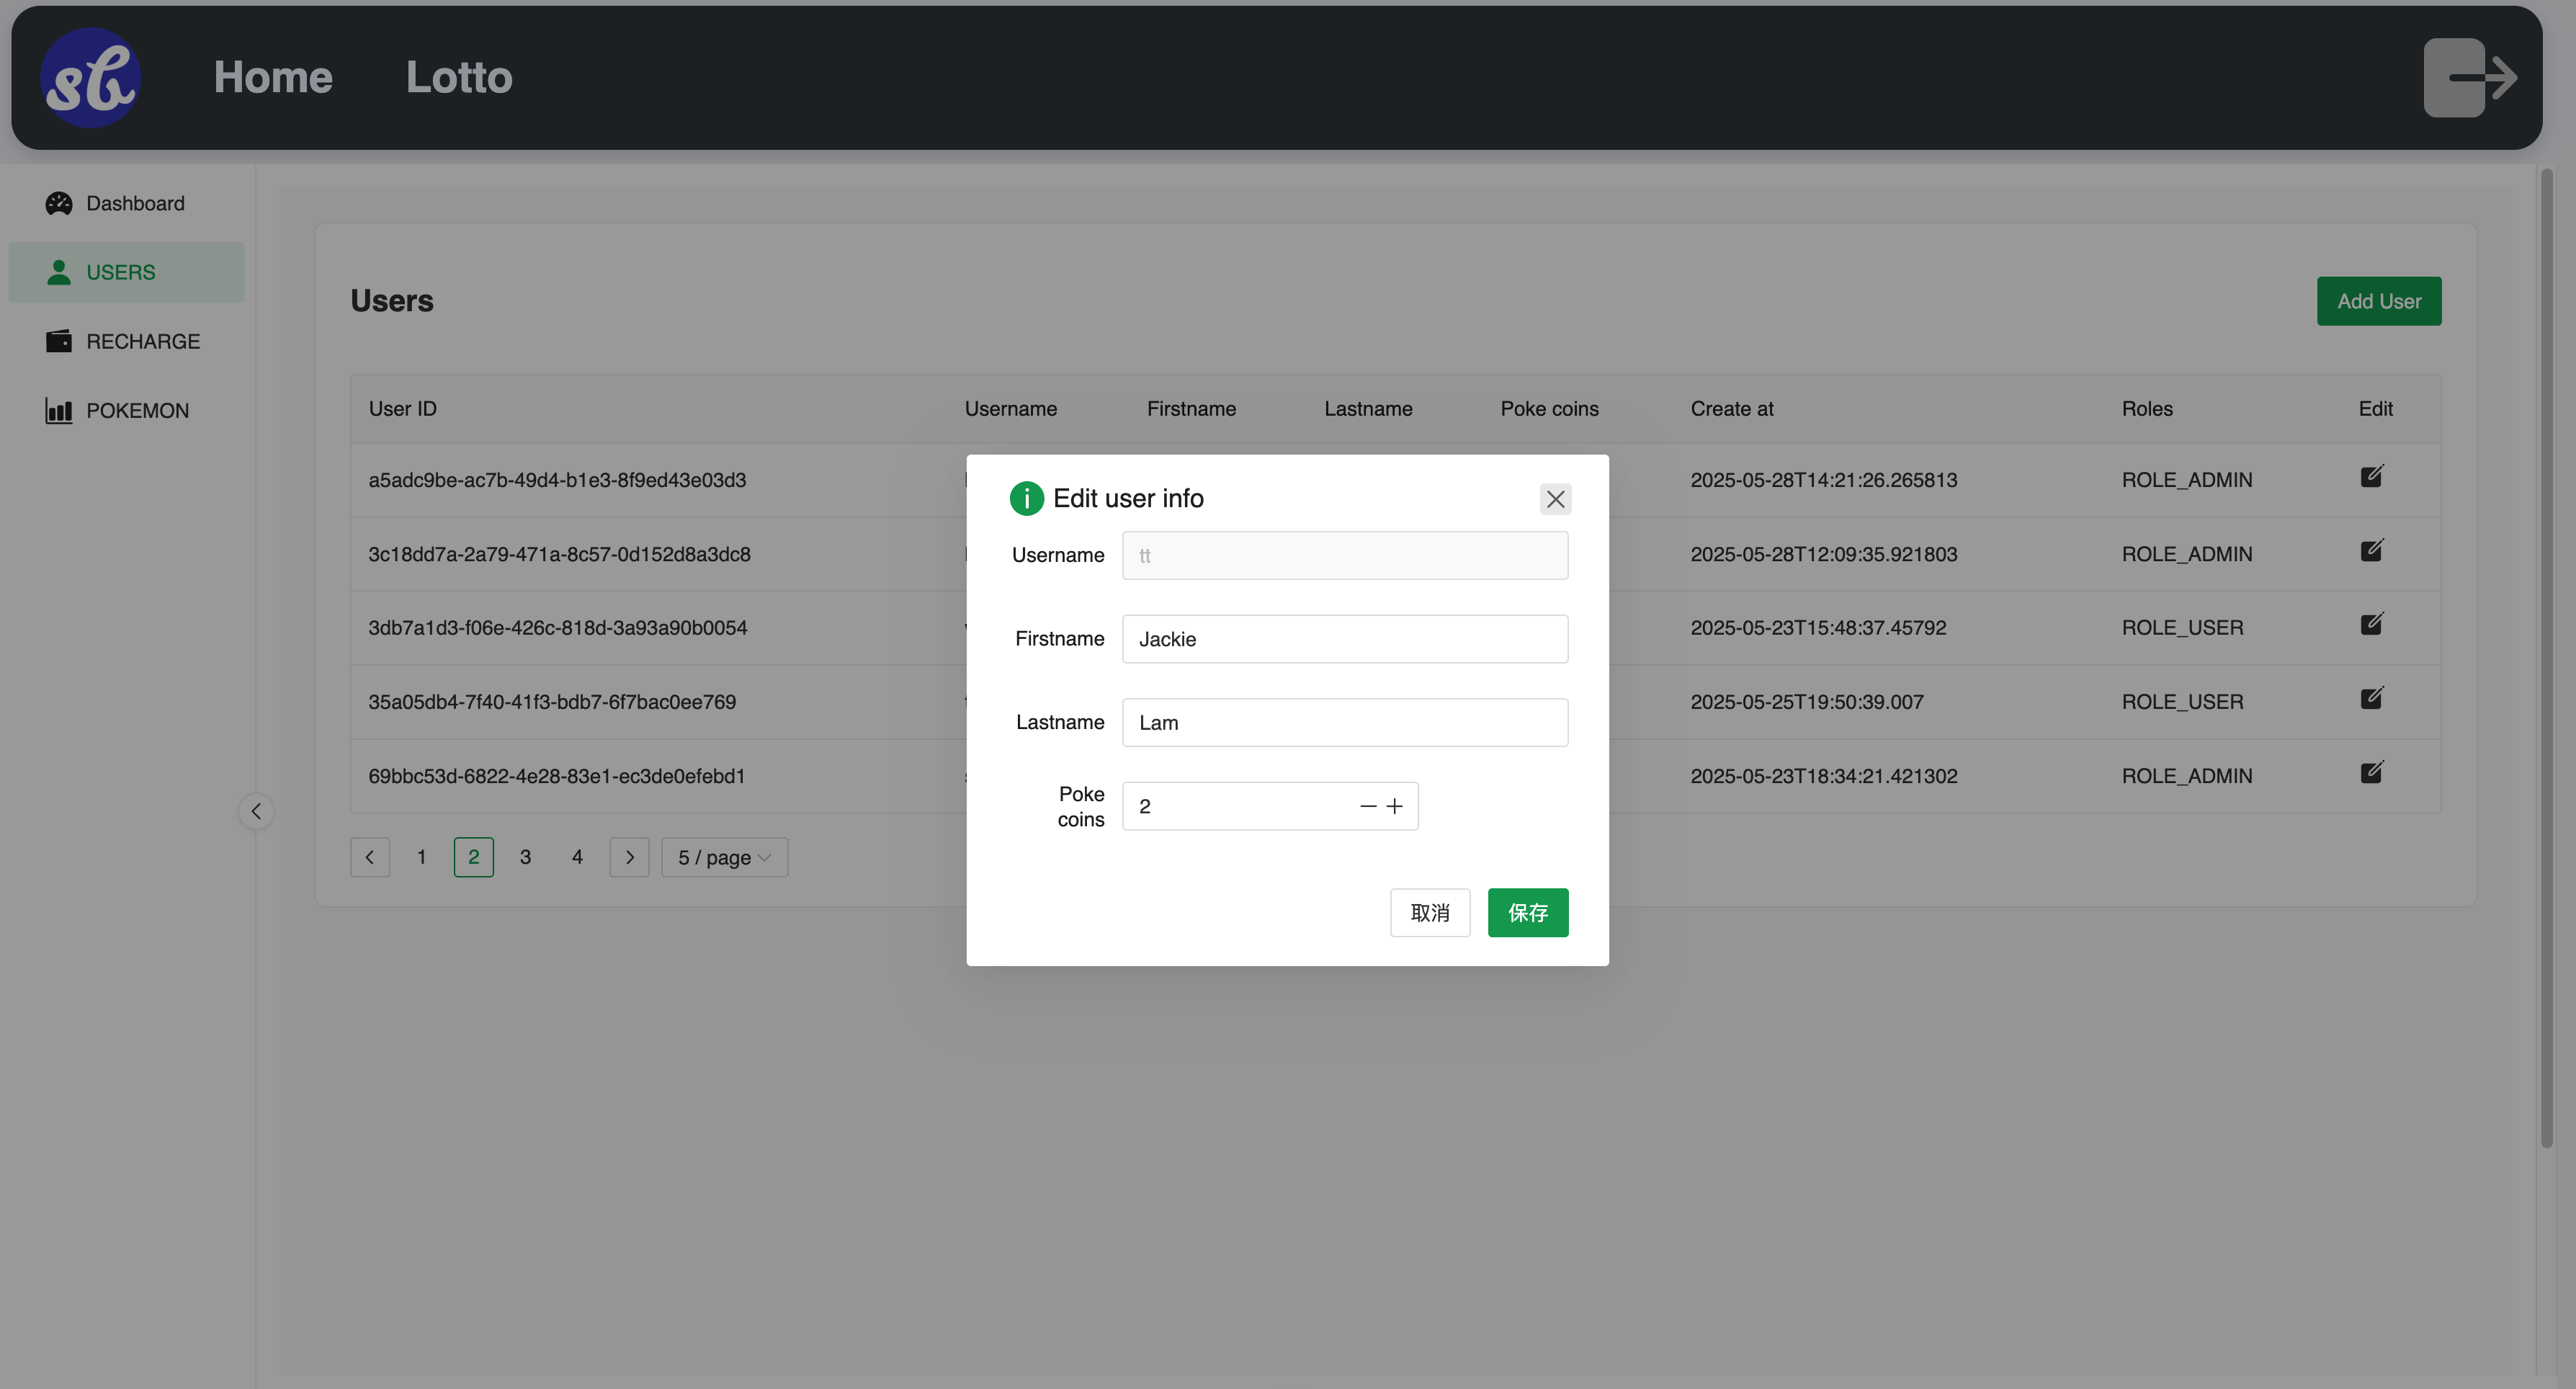 sb
Home
Lotto
Dashboard
USERS
RECHARGE
POKEMON
Users
Add User
User ID
Username
Firstname
Lastname
Poke coins
Create at
Roles
Edit
a5adc9be-ac7b-49d4-b1e3-8f9ed43e03d3
2025-05-28T14:21:26.265813
ROLE_ADMIN
3c18dd7a-2a79-471a-8c57-0d152d8a3dc8
2025-05-28T12:09:35.921803
ROLE_ADMIN
3db7a1d3-f06e-426c-818d-3a93a90b0054
2025-05-23T15:48:37.45792
ROLE_USER
35a05db4-7f40-41f3-bdb7-6f7bac0ee769
2025-05-25T19:50:39.007
ROLE_USER
69bbc53d-6822-4e28-83e1-ec3de0efebd1
2025-05-23T18:34:21.421302
ROLE_ADMIN
1
2
3
4
5 / page
Edit user info
Username
tt
Firstname
Jackie
Lastname
Lam
Poke
coins
2
取消
保存